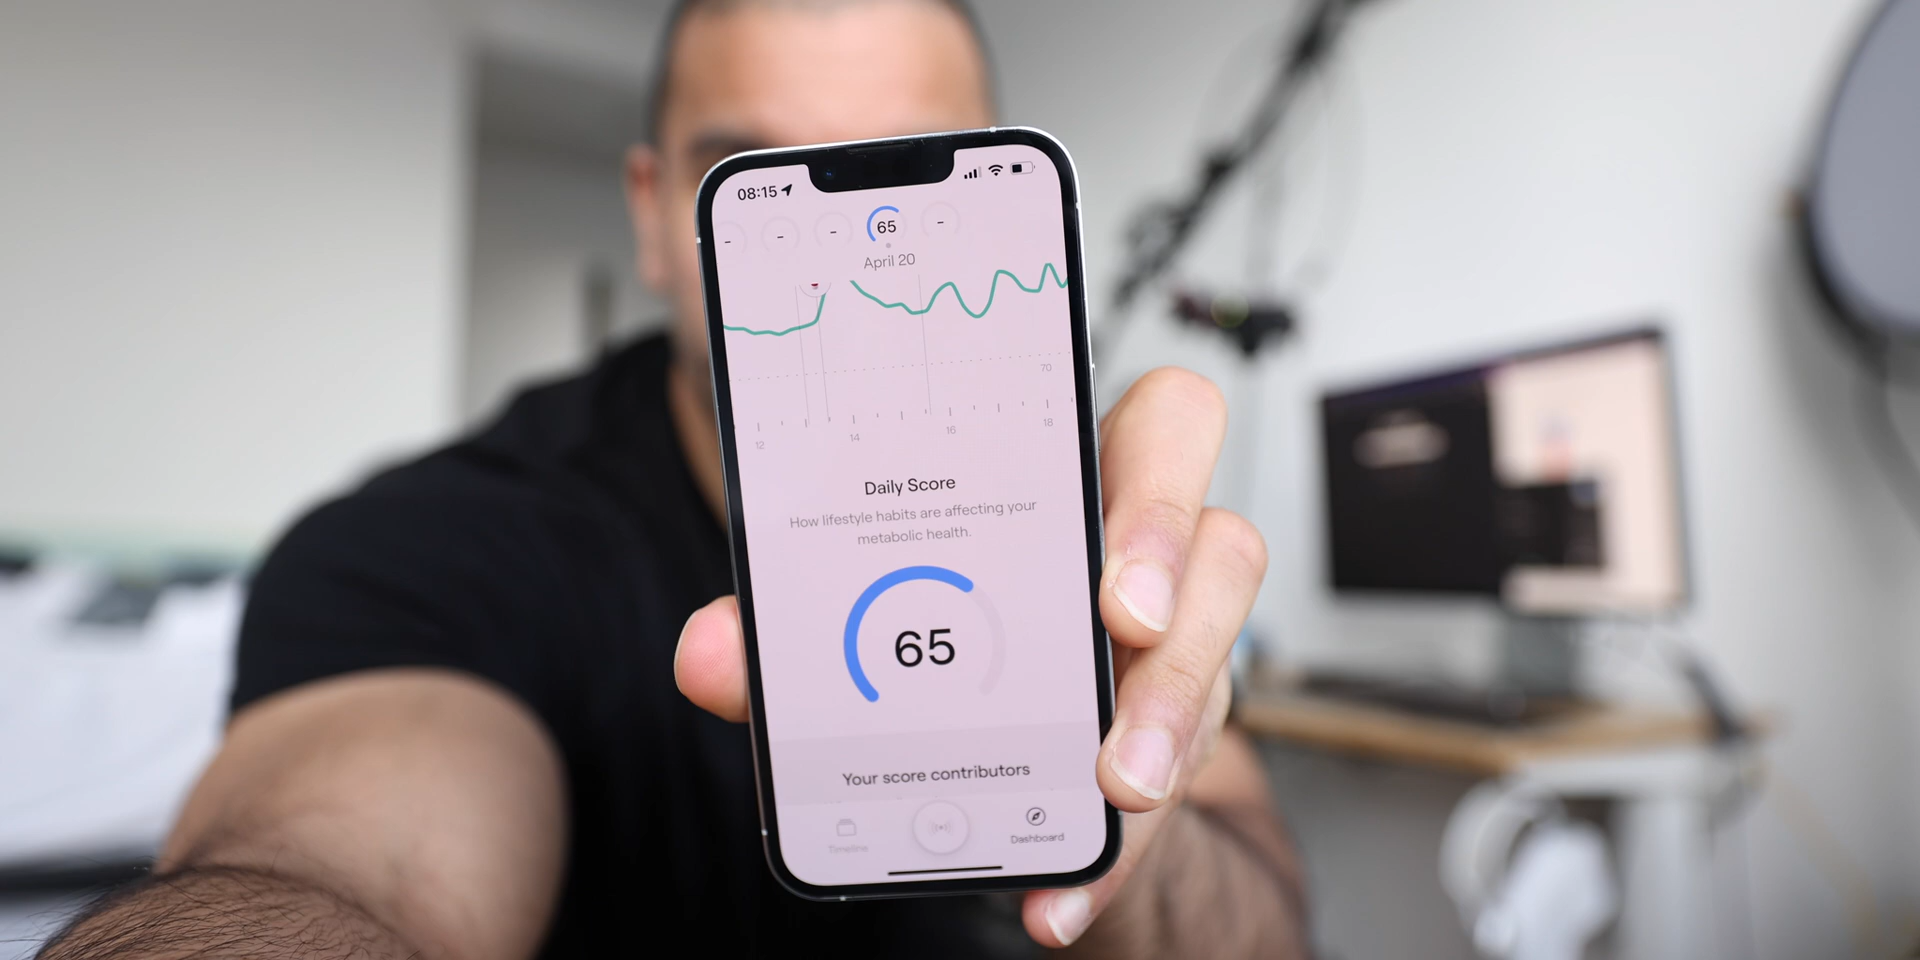 08:15
- - - 65 -
April 20
70
12 14 16 18
Daily Score
How lifestyle habits are affecting your
metabolic health.
65
Your score contributors
Timeline Dashboard